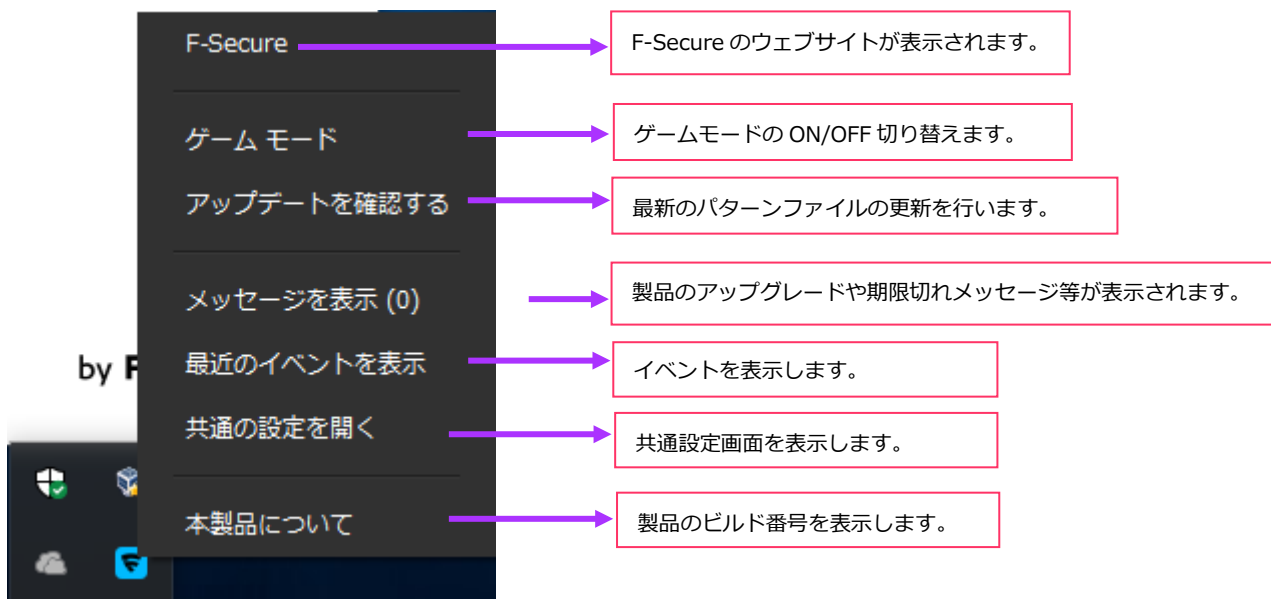 F-Secure
F-Secure のウェブサイトが表示されます。
ゲーム モード
ゲームモードの ON/OFF 切り替えます。
アップデートを確認する
最新のパターンファイルの更新を行います。
メッセージを表示 (0)
製品のアップグレードや期限切れメッセージ等が表示されます。
by F
最近のイベントを表示
イベントを表示します。
共通の設定を開く
共通設定画面を表示します。
本製品について
製品のビルド番号を表示します。